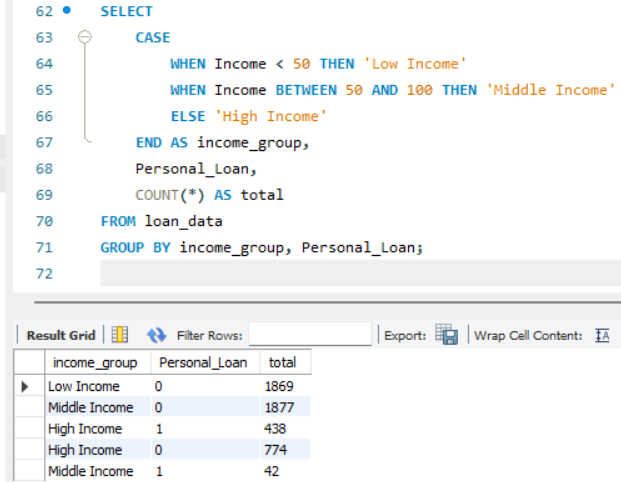 62 SELECT
63 CASE
64 WHEN Income < 50 THEN 'Low Income'
65 WHEN Income BETWEEN 50 AND 100 THEN 'Middle Income'
66 ELSE 'High Income'
67 END AS income_group,
68 Personal_Loan,
69 COUNT(*) AS total
70 FROM loan_data
71 GROUP BY income_group, Personal_Loan;
72
Result Grid Filter Rows: Export: Wrap Cell Content: IA
income_group Personal_Loan total
Low Income 0 1869
Middle Income 0 1877
High Income 1 438
High Income 0 774
Middle Income 1 42